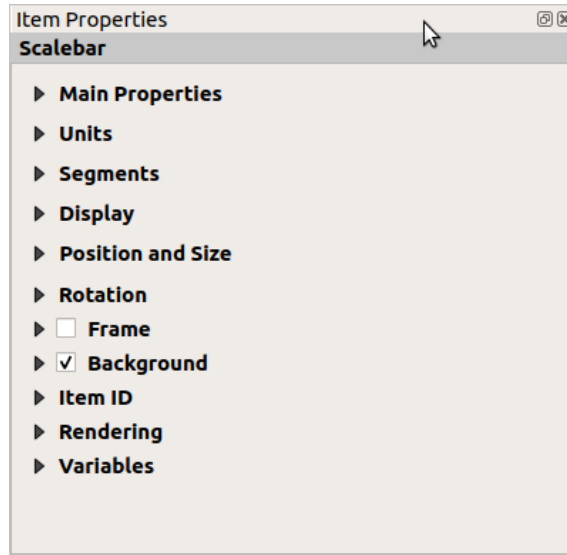 Item Properties
Scalebar
Main Properties
Units
Segments
Display
Position and Size
Rotation
Frame
Background
Item ID
Rendering
Variables